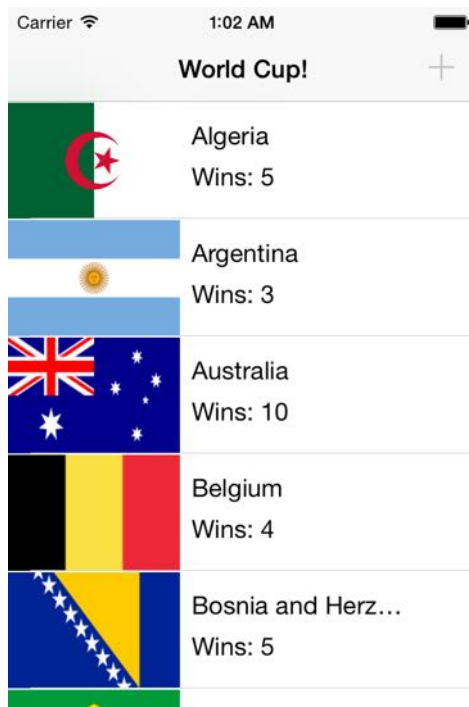 Carrier 1:02 AM
World Cup! +
Algeria
Wins: 5
Argentina
Wins: 3
Australia
Wins: 10
Belgium
Wins: 4
Bosnia and Herz...
Wins: 5